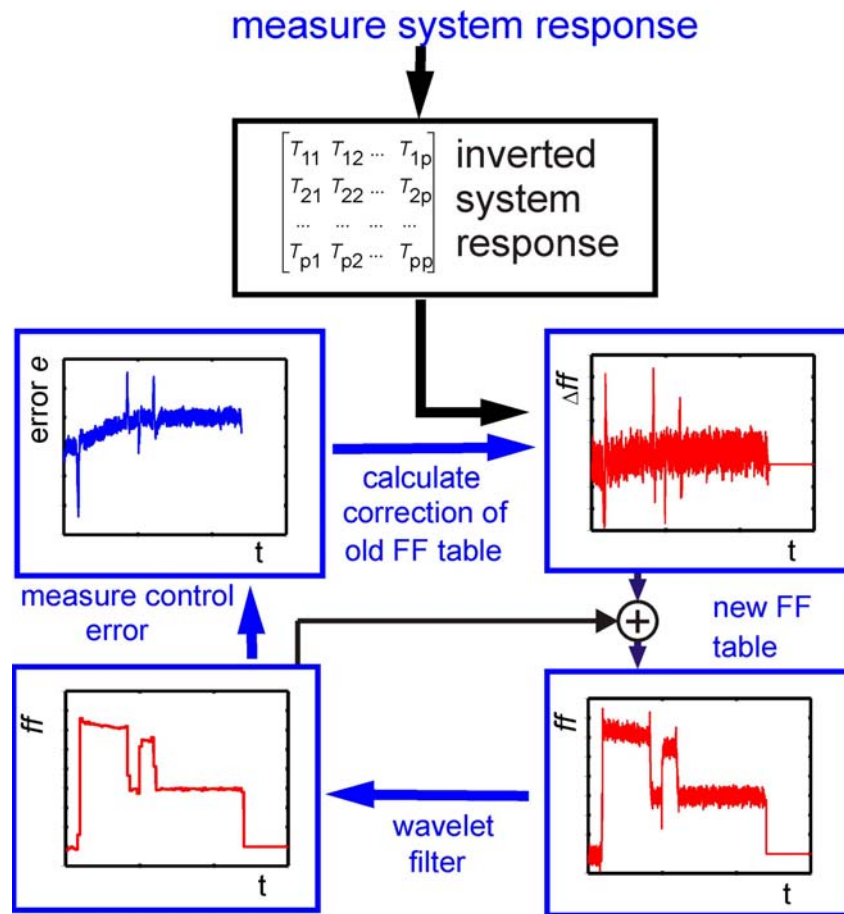 measure system response
T11 T12 ... T1p
T21 T22 ... T2p
... ... ... ...
Tp1 Tp2 ... Tpp
inverted
system
response
error e
t
calculate
correction of
old FF table
Δff
t
measure control
error
new FF
table
+
ff
t
wavelet
filter
ff
t